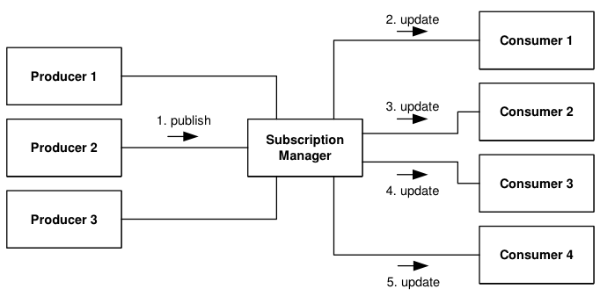 2. update
Consumer 1
Producer 1
3. update
Consumer 2
1. publish
Producer 2
Subscription
Manager
Consumer 3
4. update
Producer 3
Consumer 4
5. update